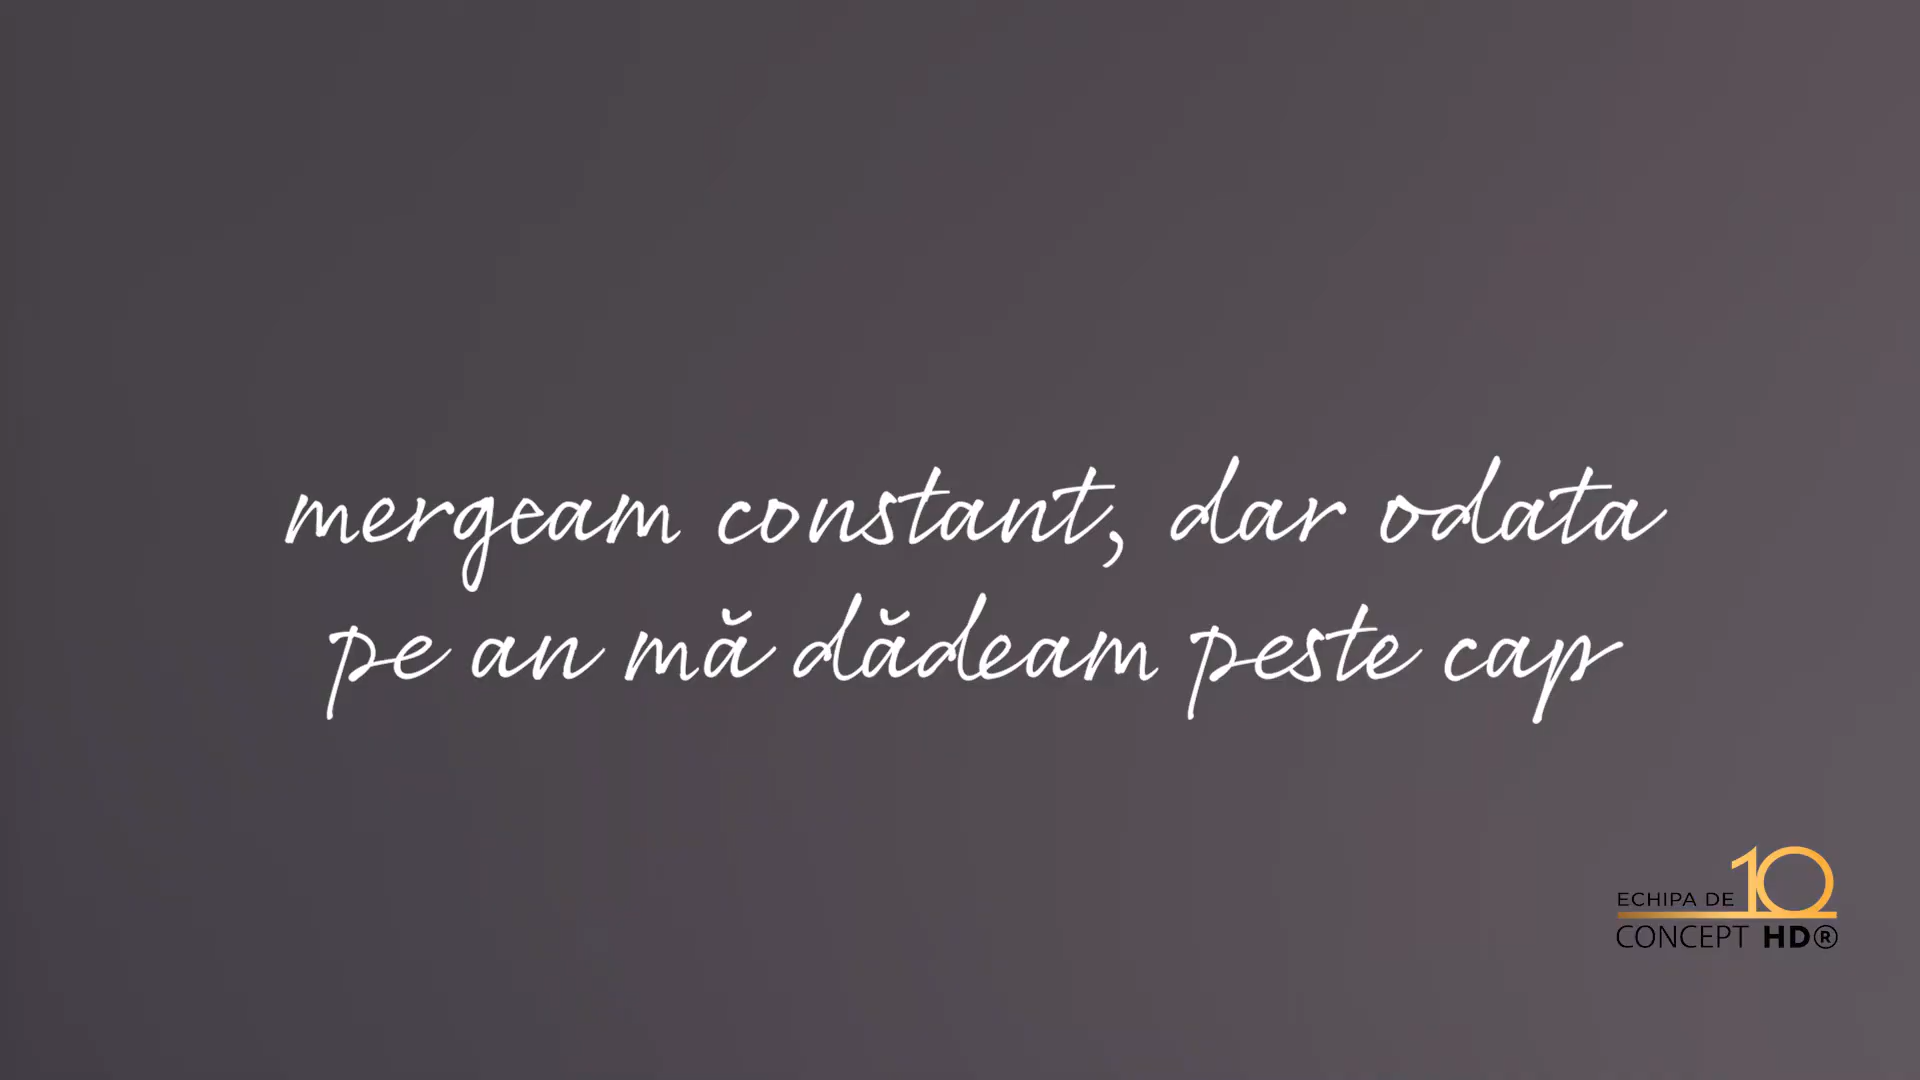 mergeam constant, dar odata
pe an mă dădeam peste cap
ECHIPA DE 10
CONCEPT HD®